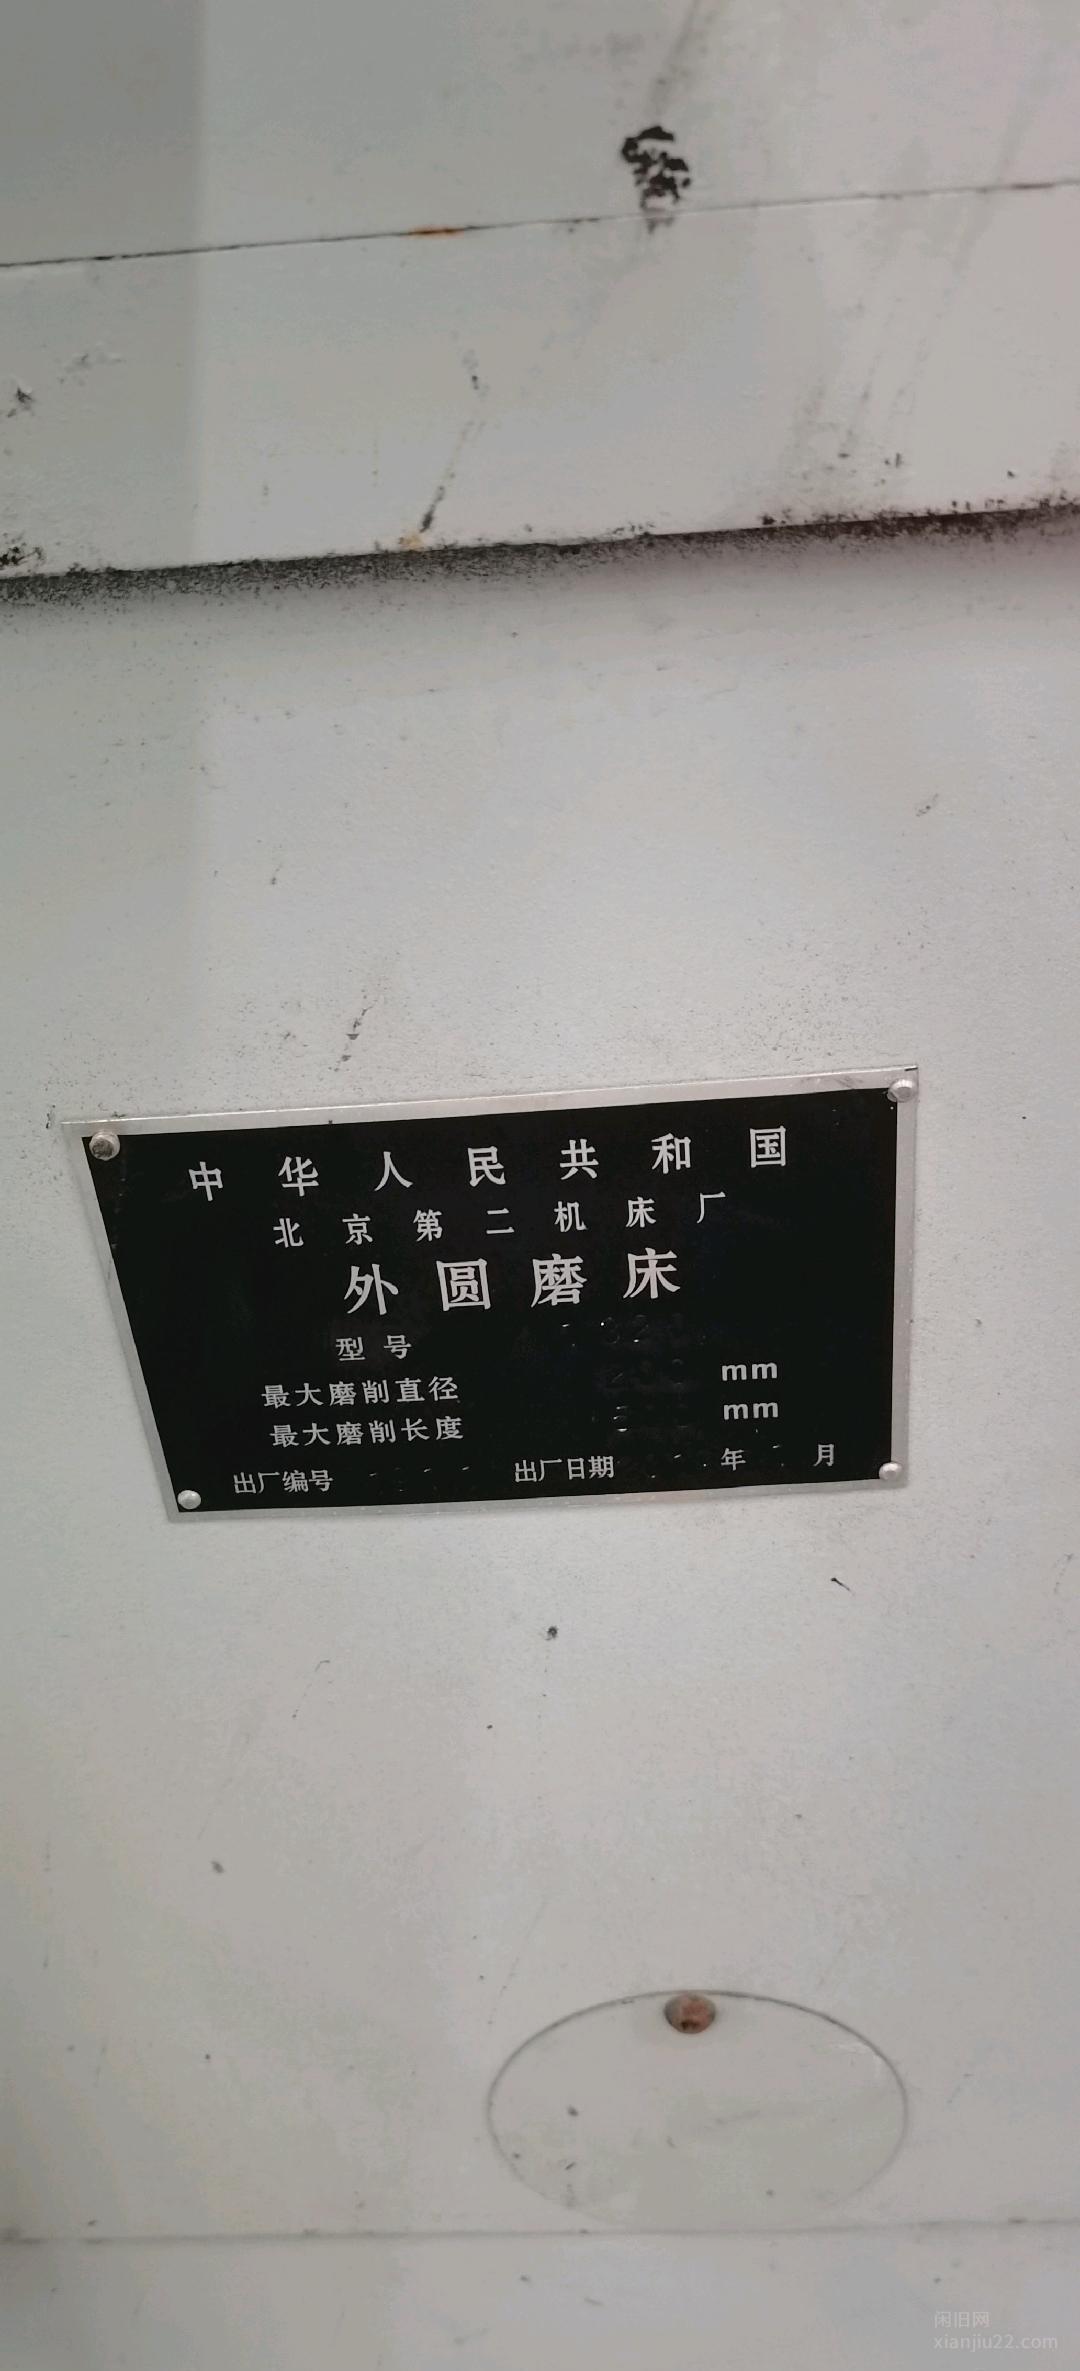 中华人民共和国
北京第二机床厂
外圆磨床
型号
最大磨削直径 mm
最大磨削长度 mm
出厂编号 出厂日期 年 月
闲旧网
xianjiu22.com